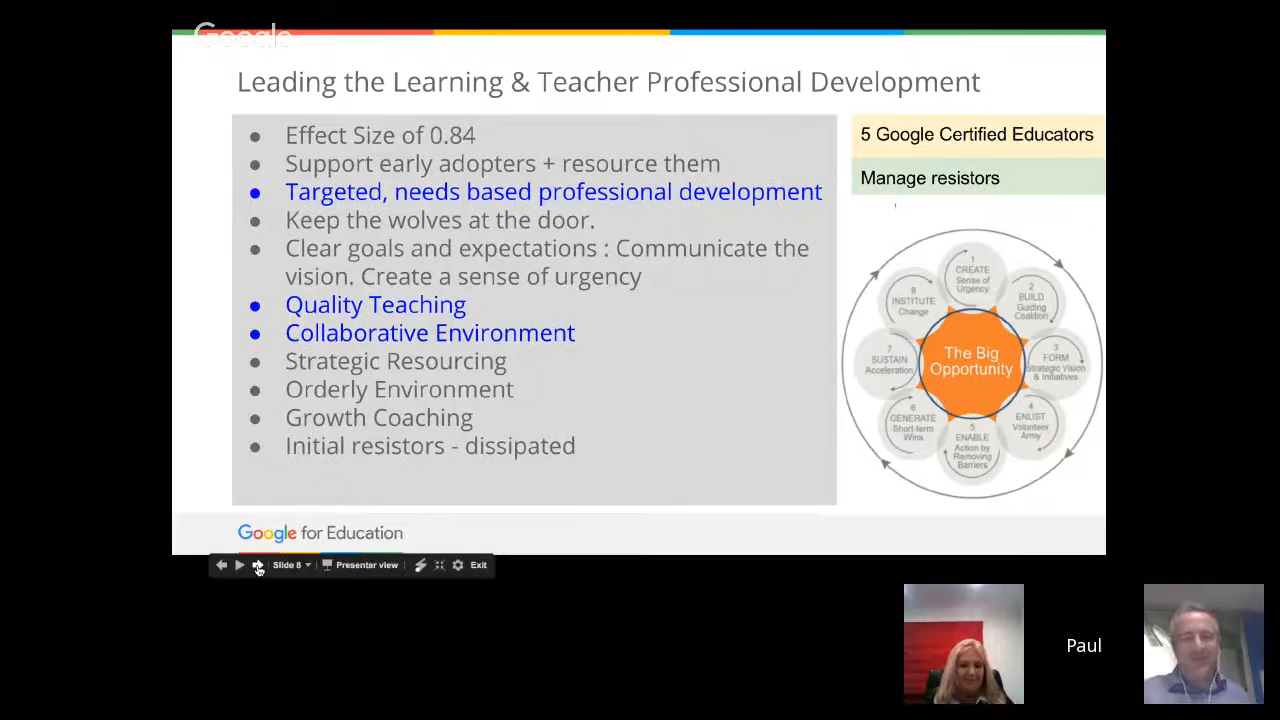 Google
Leading the Learning & Teacher Professional Development
● Effect Size of 0.84
● Support early adopters + resource them
● Targeted, needs based professional development
● Keep the wolves at the door.
● Clear goals and expectations : Communicate the
vision. Create a sense of urgency
● Quality Teaching
● Collaborative Environment
● Strategic Resourcing
● Orderly Environment
● Growth Coaching
● Initial resistors - dissipated
5 Google Certified Educators
Manage resistors
1
CREATE
Sense of
Urgency
2
BUILD
Guiding
Coalition
3
FORM
Strategic Vision
& Initiatives
4
ENLIST
Volunteer
Army
5
ENABLE
Action by
Removing
Barriers
6
GENERATE
Short-term
Wins
7
SUSTAIN
Acceleration
8
INSTITUTE
Change
The Big
Opportunity
Google for Education
Slide 8
Presenter view
Exit
Paul